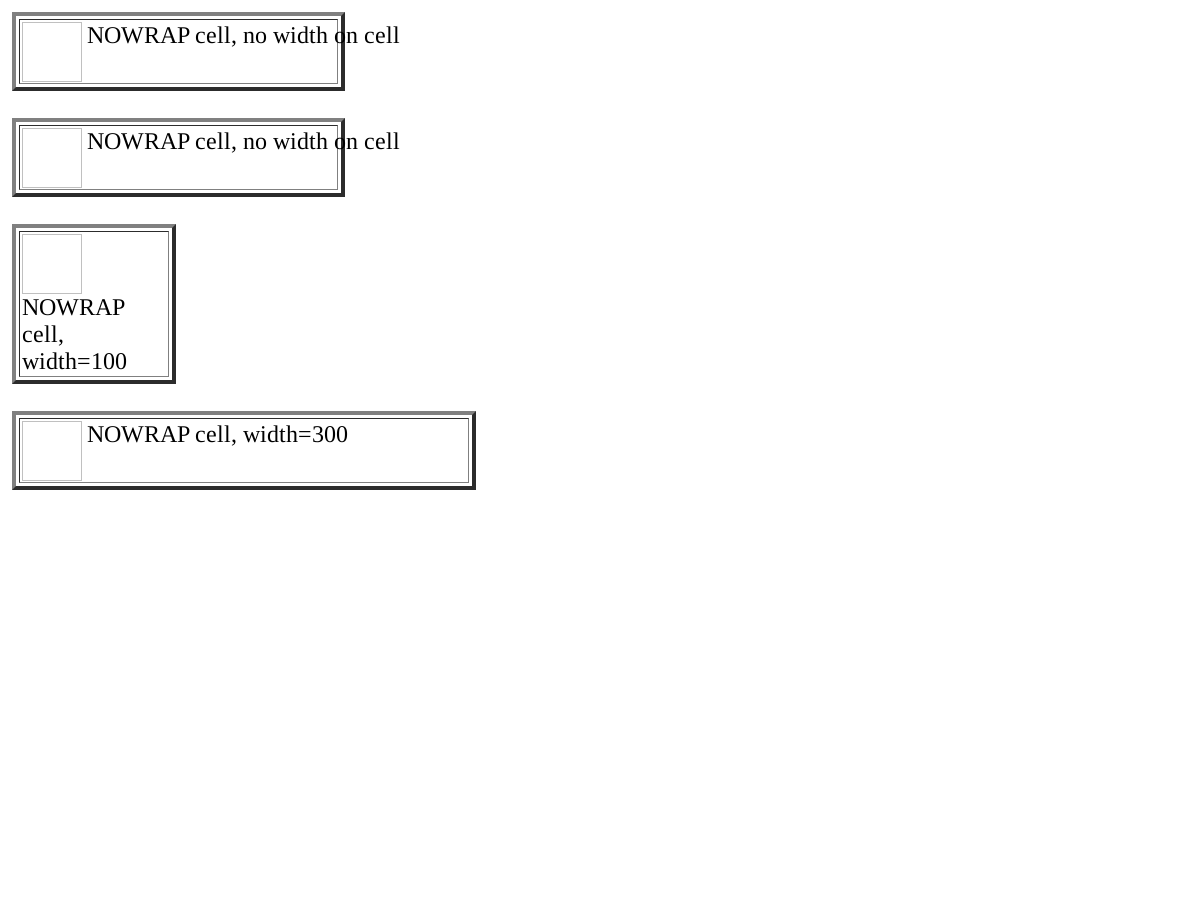 NOWRAP cell, no width on cell
NOWRAP cell, no width on cell
NOWRAP
cell,
width=100
NOWRAP cell, width=300